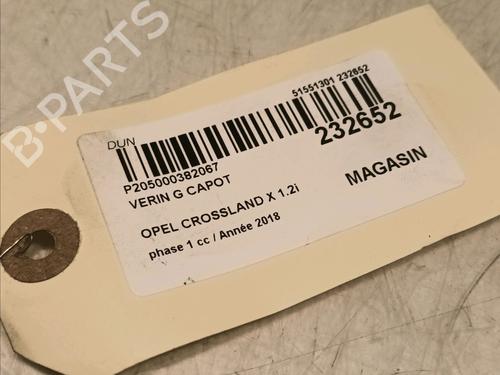 B-PARTS
DUN
51551301 232652
P205000382067
232652
VERIN G CAPOT
MAGASIN
OPEL CROSSLAND X 1.2i
phase 1 cc / Année 2018